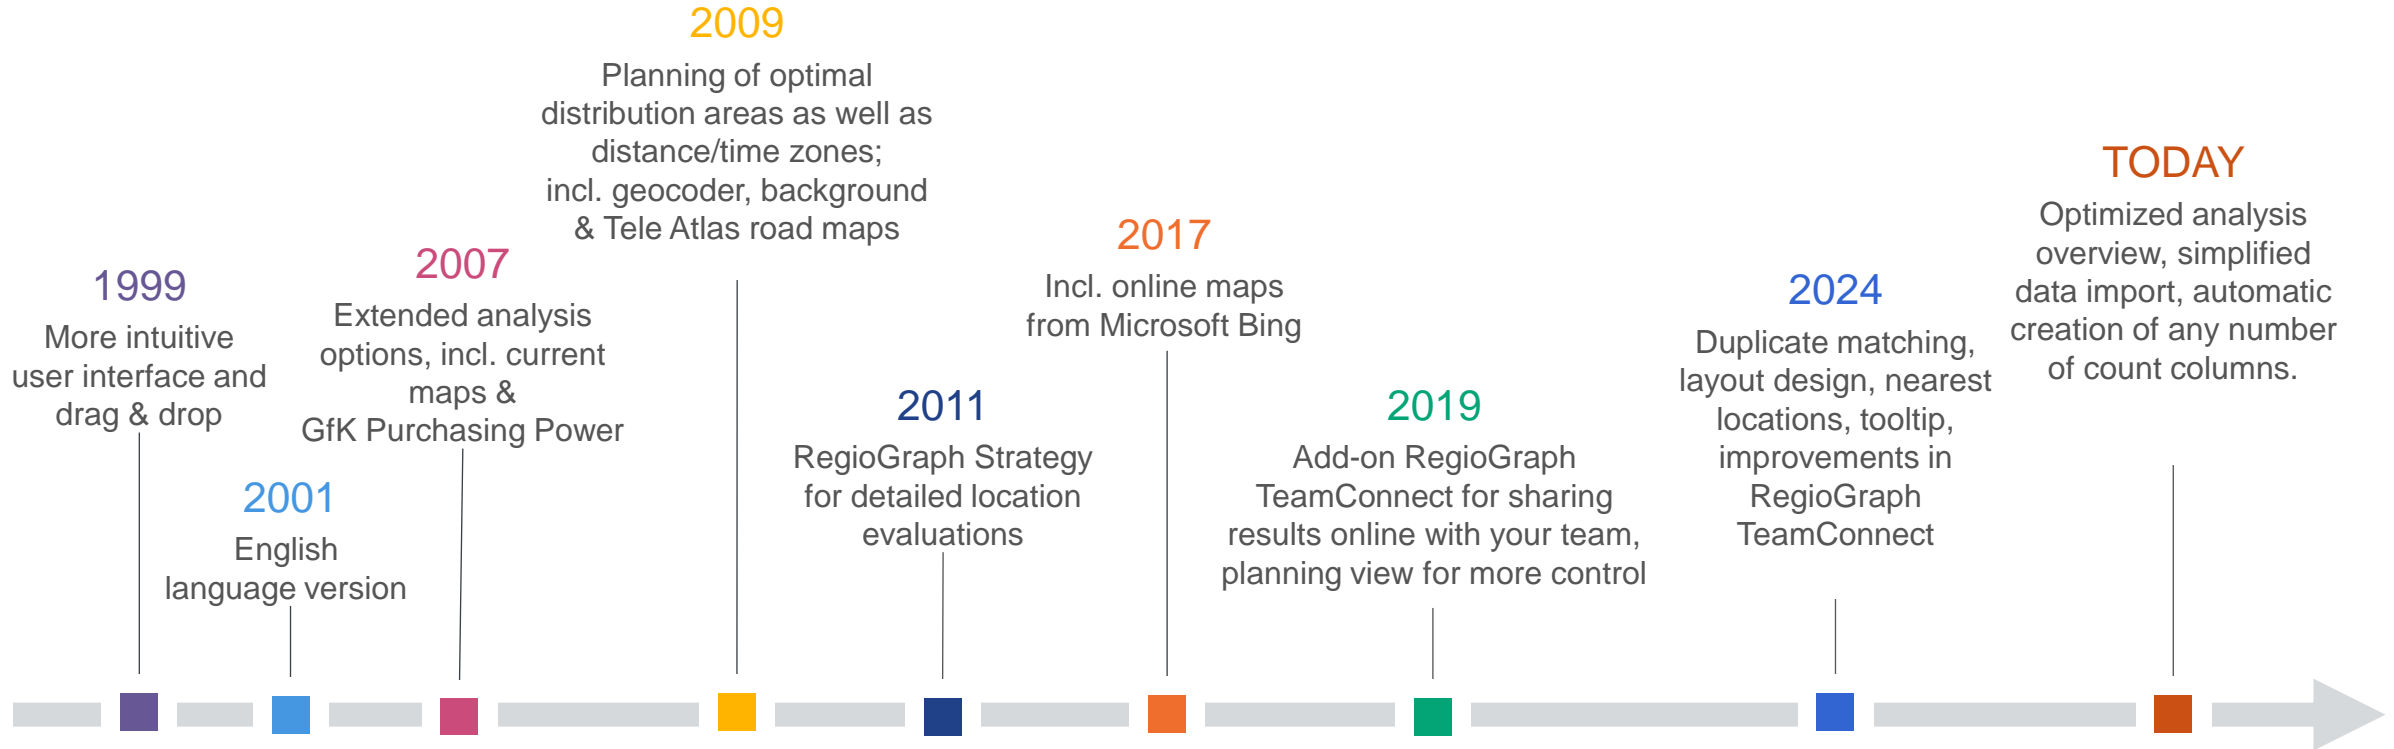 1999
More intuitive
user interface and
drag & drop
2001
English
language version
2007
Extended analysis
options, incl. current
maps &
GfK Purchasing Power
2009
Planning of optimal
distribution areas as well as
distance/time zones;
incl. geocoder, background
& Tele Atlas road maps
2011
RegioGraph Strategy
for detailed location
evaluations
2017
Incl. online maps
from Microsoft Bing
2019
Add-on RegioGraph
TeamConnect for sharing
results online with your team,
planning view for more control
2024
Duplicate matching,
layout design, nearest
locations, tooltip,
improvements in
RegioGraph
TeamConnect
TODAY
Optimized analysis
overview, simplified
data import, automatic
creation of any number
of count columns.